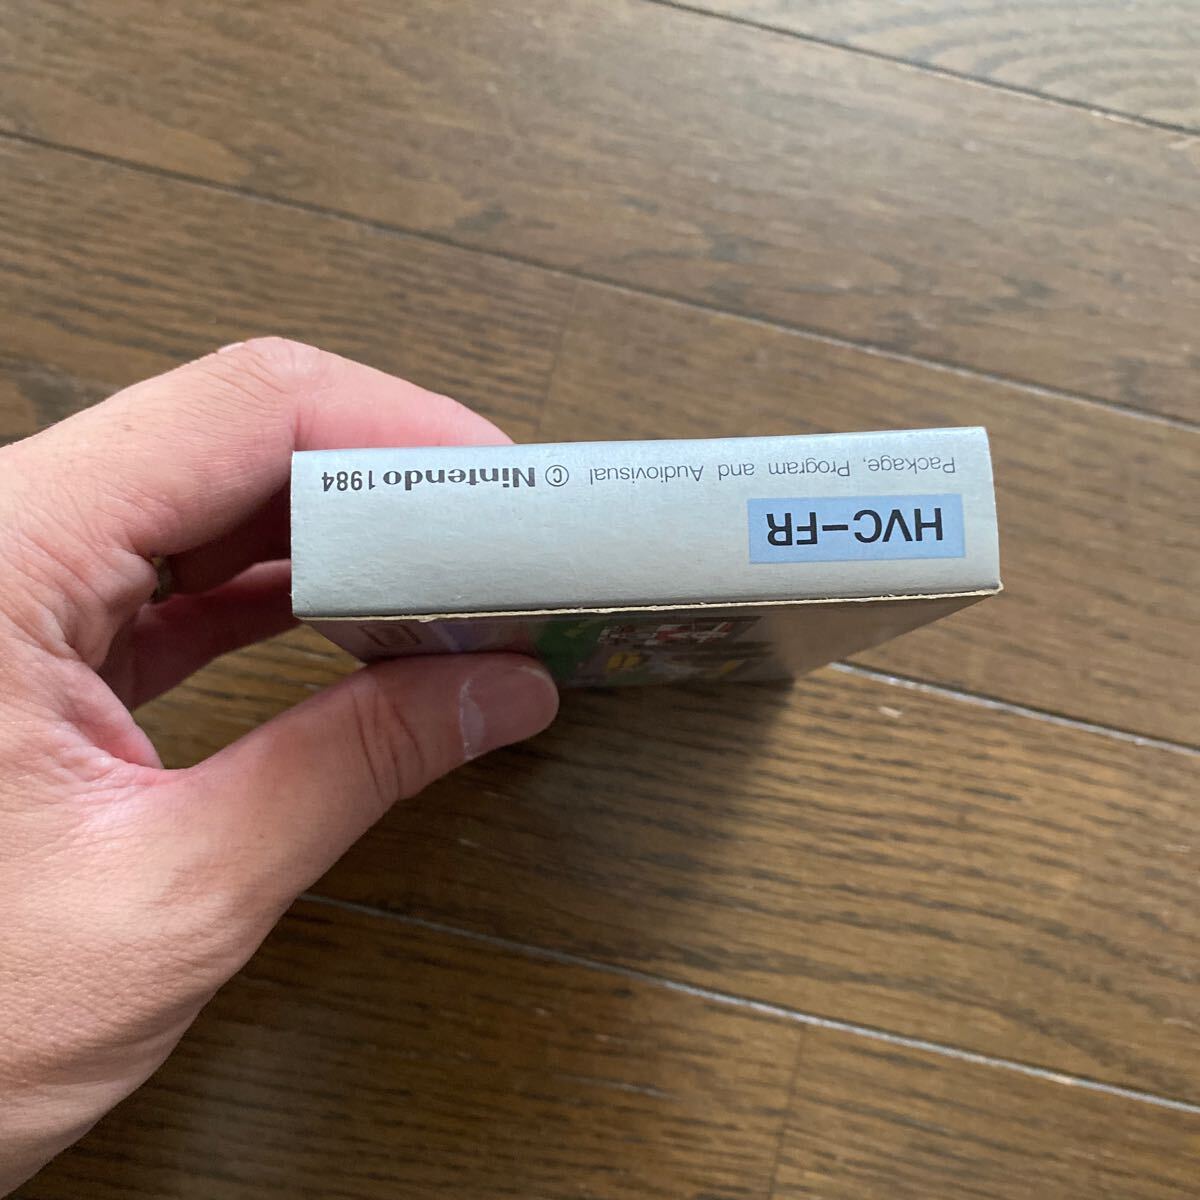 HVC-FR
Package, Program and Audiovisual © Nintendo 1984